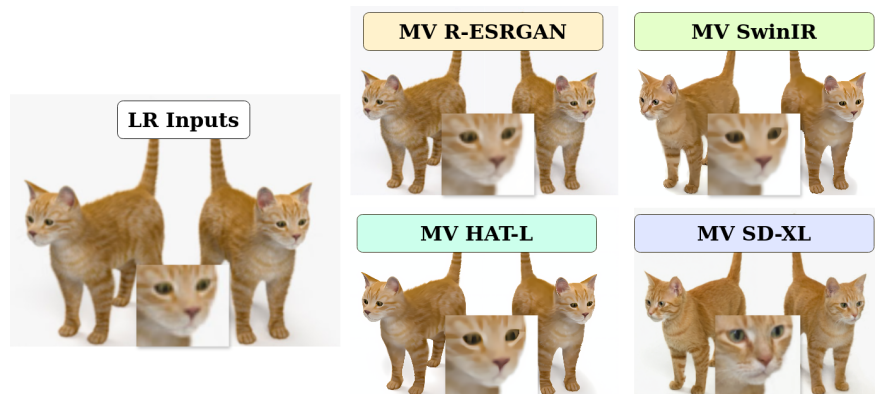 LR Inputs
MV R-ESRGAN
MV SwinIR
MV HAT-L
MV SD-XL